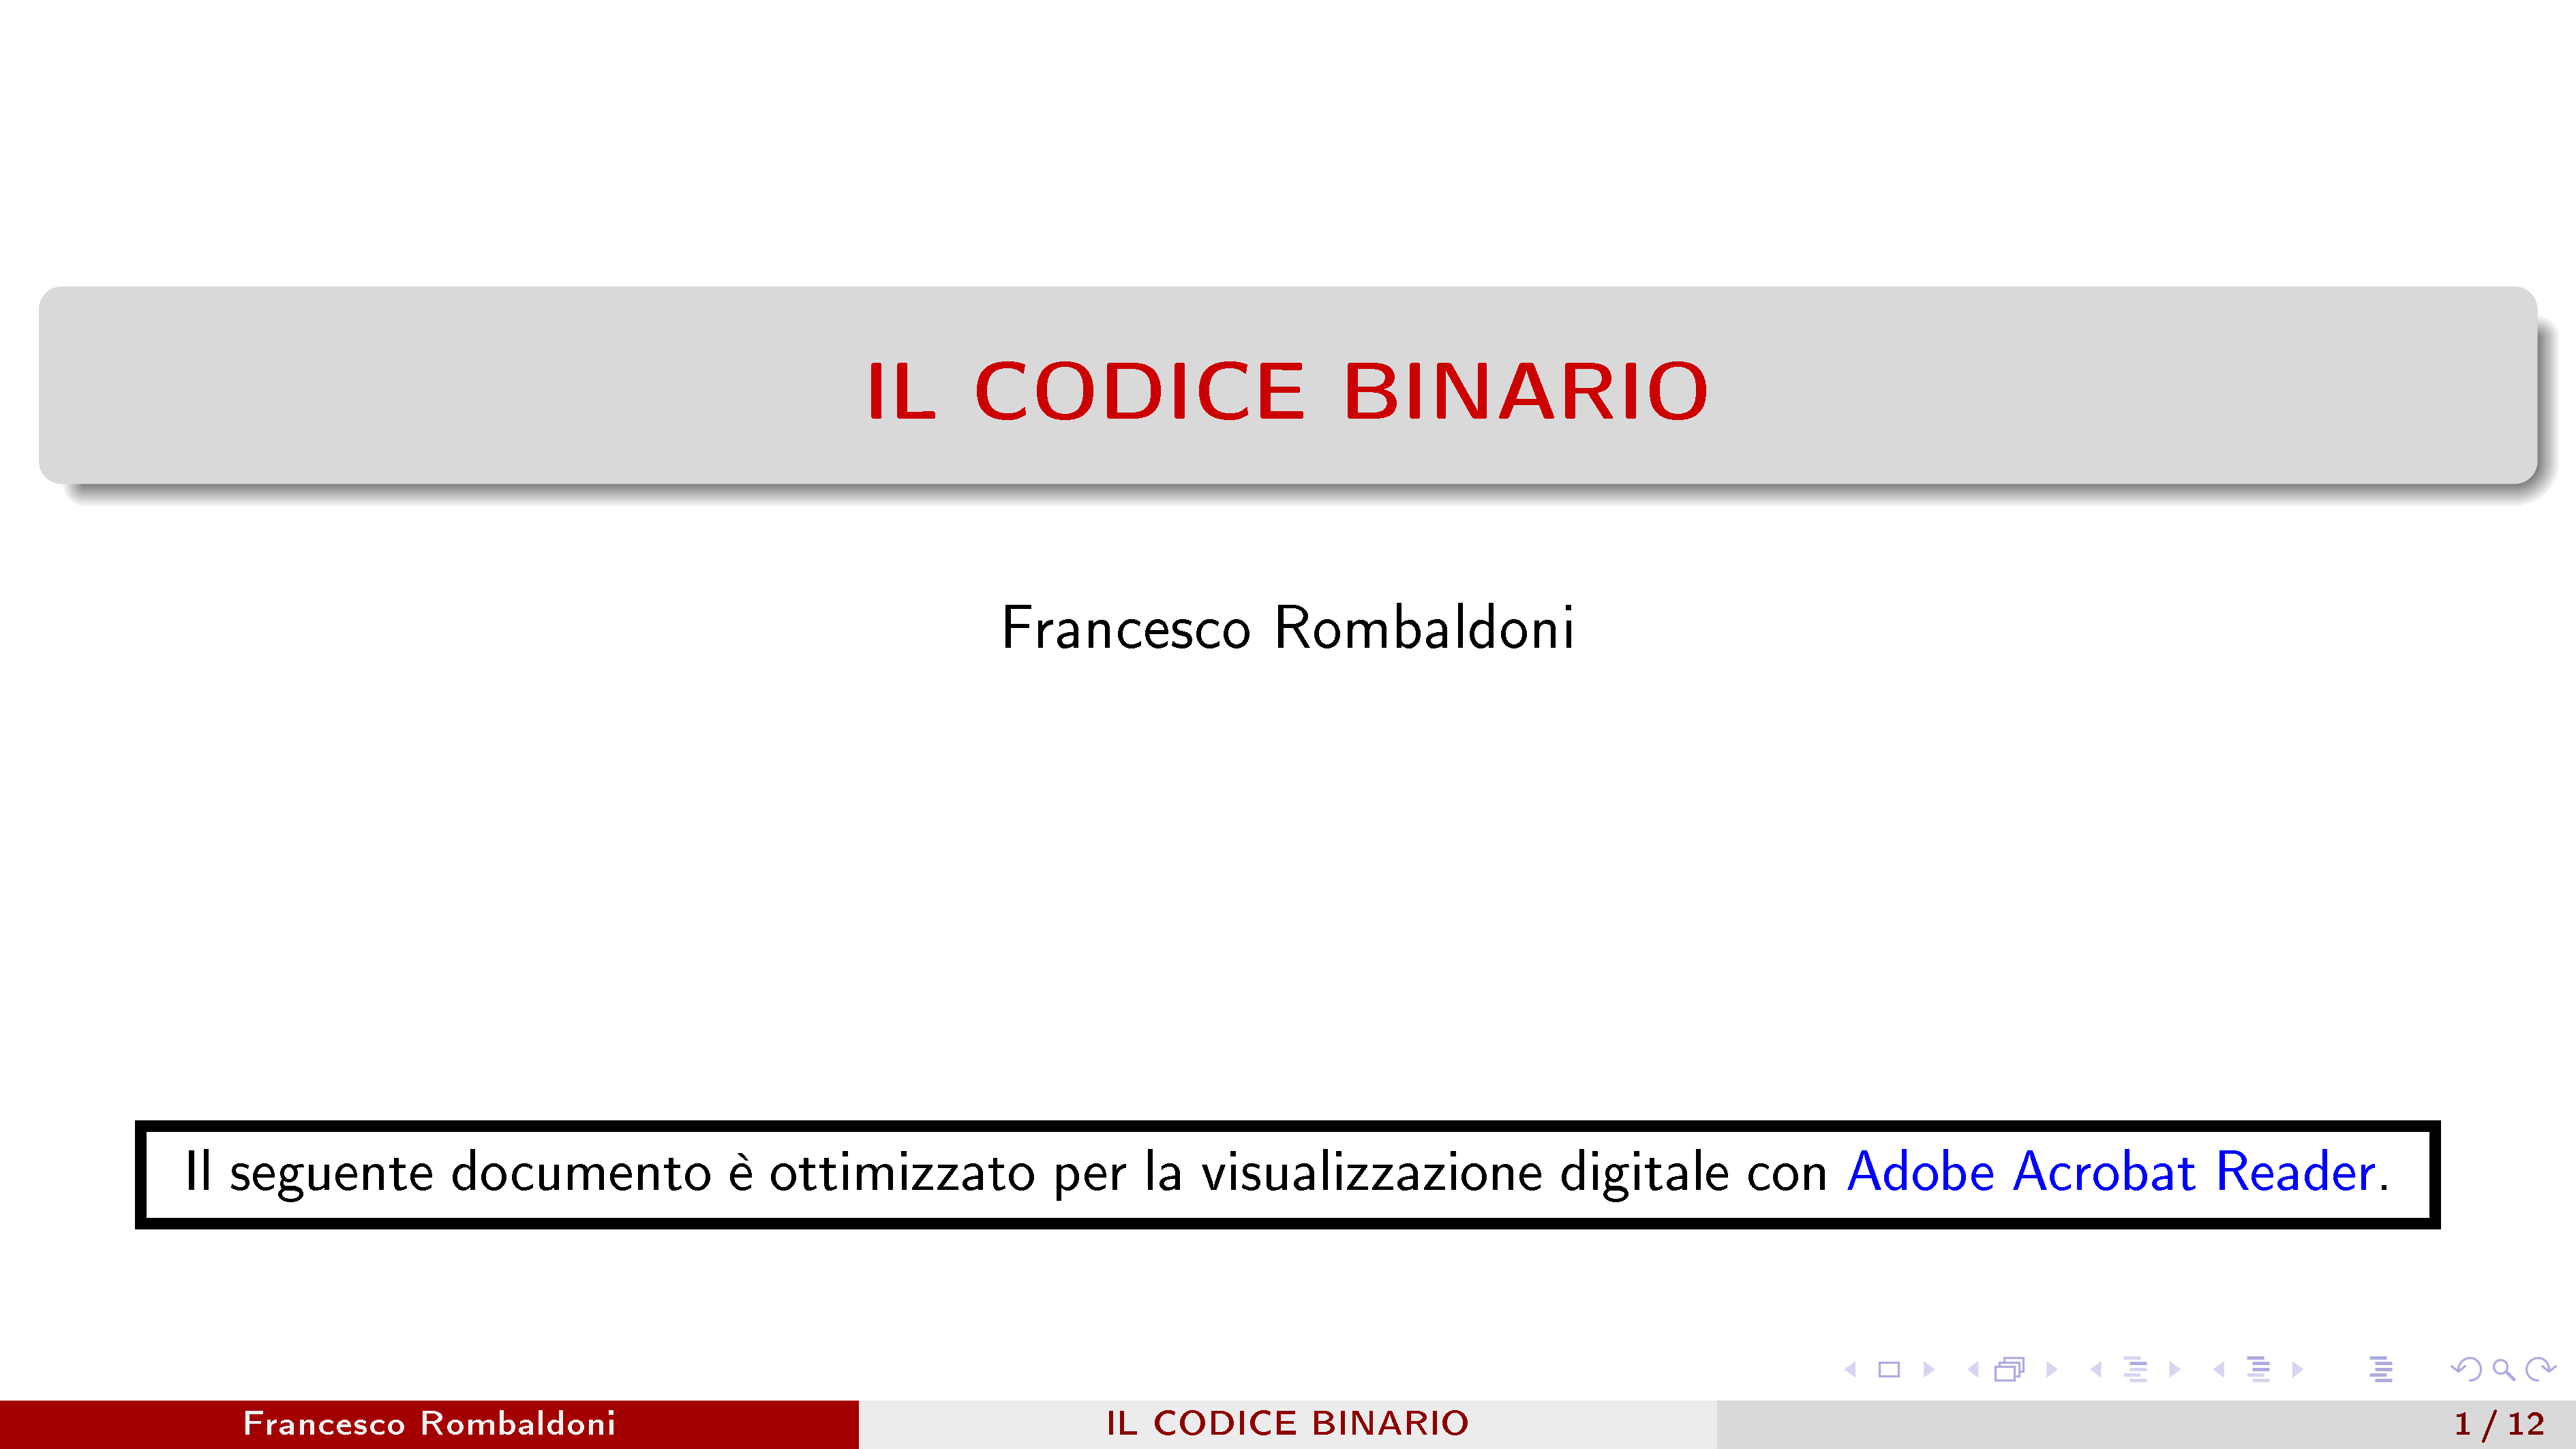 IL CODICE BINARIO
Francesco Rombaldoni
Il seguente documento è ottimizzato per la visualizzazione digitale con Adobe Acrobat Reader.
Francesco Rombaldoni IL CODICE BINARIO 1 / 12